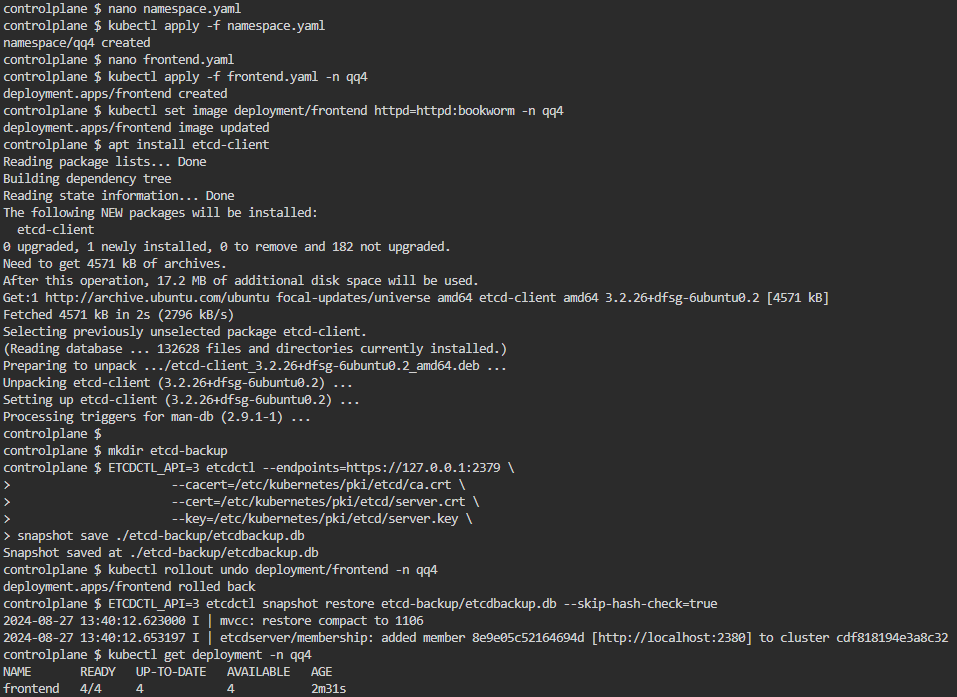 controlplane $ nano namespace.yaml
controlplane $ kubectl apply -f namespace.yaml
namespace/qq4 created
controlplane $ nano frontend.yaml
controlplane $ kubectl apply -f frontend.yaml -n qq4
deployment.apps/frontend created
controlplane $ kubectl set image deployment/frontend httpd=httpd:bookworm -n qq4
deployment.apps/frontend image updated
controlplane $ apt install etcd-client
Reading package lists... Done
Building dependency tree
Reading state information... Done
The following NEW packages will be installed:
  etcd-client
0 upgraded, 1 newly installed, 0 to remove and 182 not upgraded.
Need to get 4571 kB of archives.
After this operation, 17.2 MB of additional disk space will be used.
Get:1 http://archive.ubuntu.com/ubuntu focal-updates/universe amd64 etcd-client amd64 3.2.26+dfsg-6ubuntu0.2 [4571 kB]
Fetched 4571 kB in 2s (2796 kB/s)
Selecting previously unselected package etcd-client.
(Reading database ... 132628 files and directories currently installed.)
Preparing to unpack .../etcd-client_3.2.26+dfsg-6ubuntu0.2_amd64.deb ...
Unpacking etcd-client (3.2.26+dfsg-6ubuntu0.2) ...
Setting up etcd-client (3.2.26+dfsg-6ubuntu0.2) ...
Processing triggers for man-db (2.9.1-1) ...
controlplane $
controlplane $ mkdir etcd-backup
controlplane $ ETCDCTL_API=3 etcdctl --endpoints=https://127.0.0.1:2379 \
>                       --cacert=/etc/kubernetes/pki/etcd/ca.crt \
>                       --cert=/etc/kubernetes/pki/etcd/server.crt \
>                       --key=/etc/kubernetes/pki/etcd/server.key \
> snapshot save ./etcd-backup/etcdbackup.db
Snapshot saved at ./etcd-backup/etcdbackup.db
controlplane $ kubectl rollout undo deployment/frontend -n qq4
deployment.apps/frontend rolled back
controlplane $ ETCDCTL_API=3 etcdctl snapshot restore etcd-backup/etcdbackup.db --skip-hash-check=true
2024-08-27 13:40:12.623000 I | mvcc: restore compact to 1106
2024-08-27 13:40:12.653197 I | etcdserver/membership: added member 8e9e05c52164694d [http://localhost:2380] to cluster cdf818194e3a8c32
controlplane $ kubectl get deployment -n qq4
NAME       READY   UP-TO-DATE   AVAILABLE   AGE
frontend   4/4     4            4           2m31s